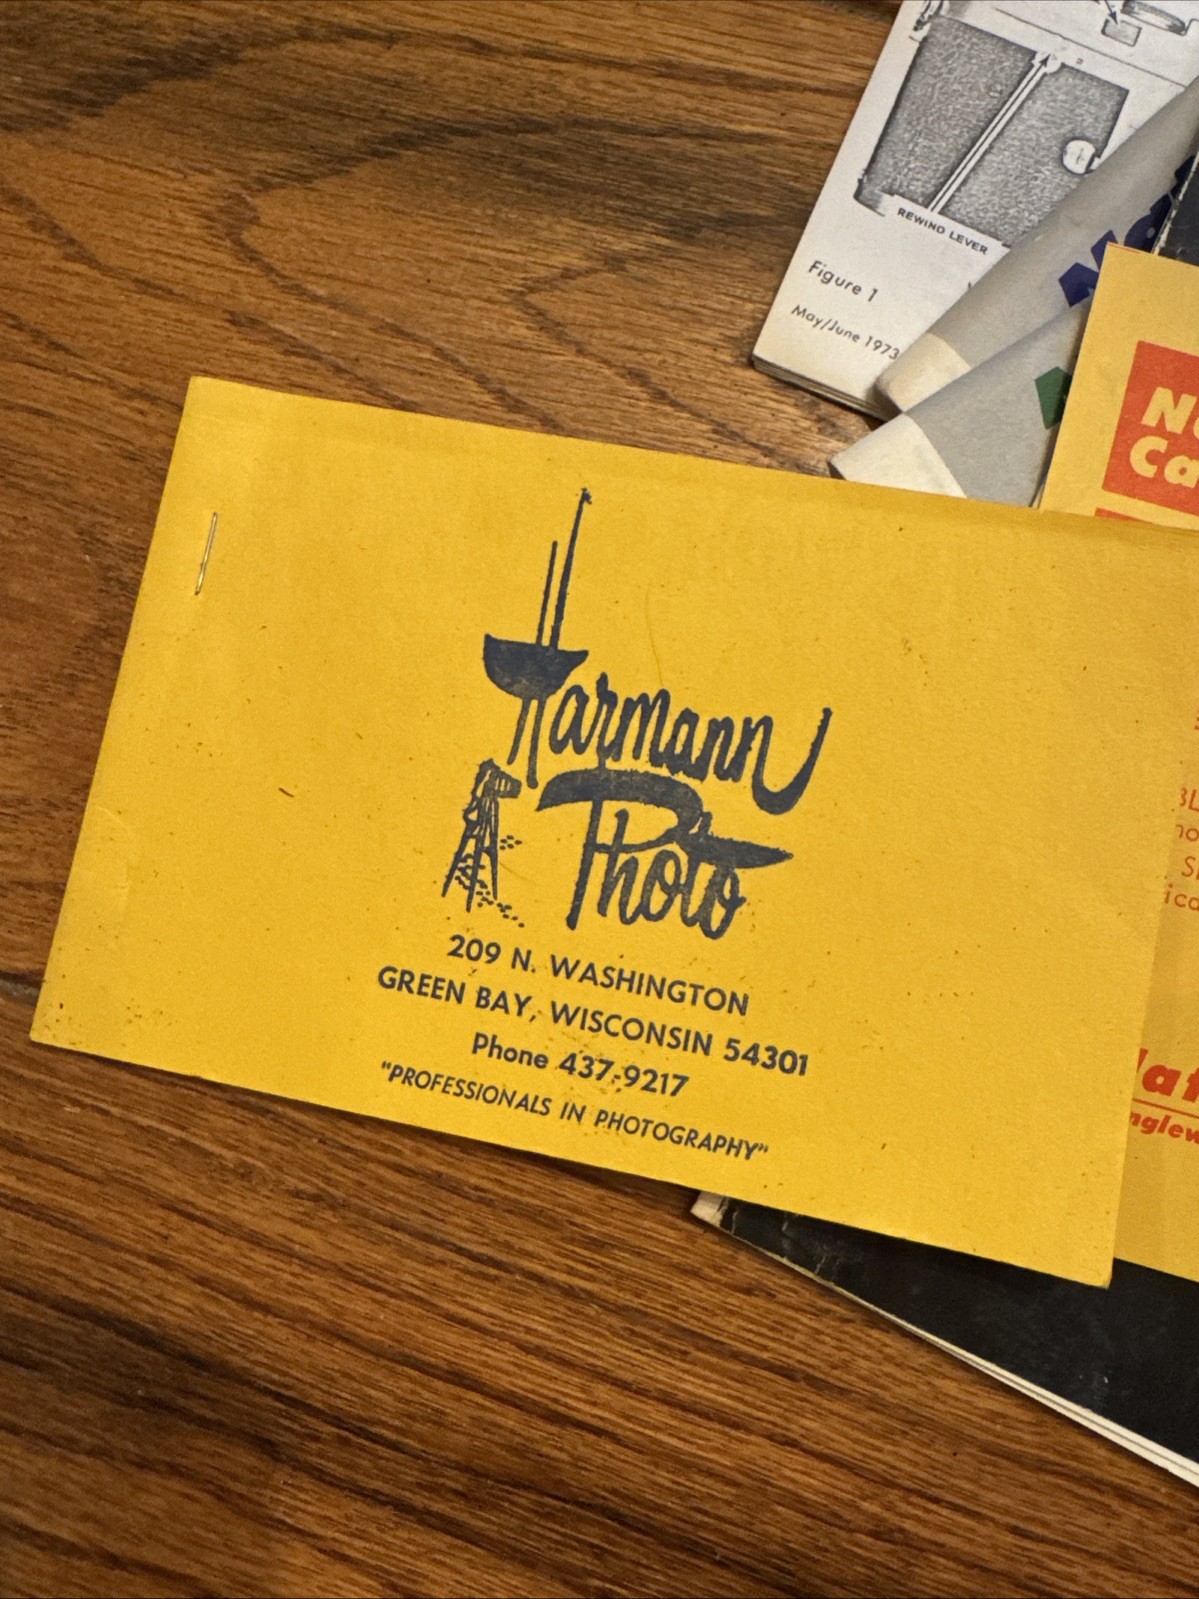 REWIND LEVER
Figure 1
May/June 1973
Harmann
Photo
209 N. WASHINGTON
GREEN BAY, WISCONSIN 54301
Phone 437-9217
"PROFESSIONALS IN PHOTOGRAPHY"